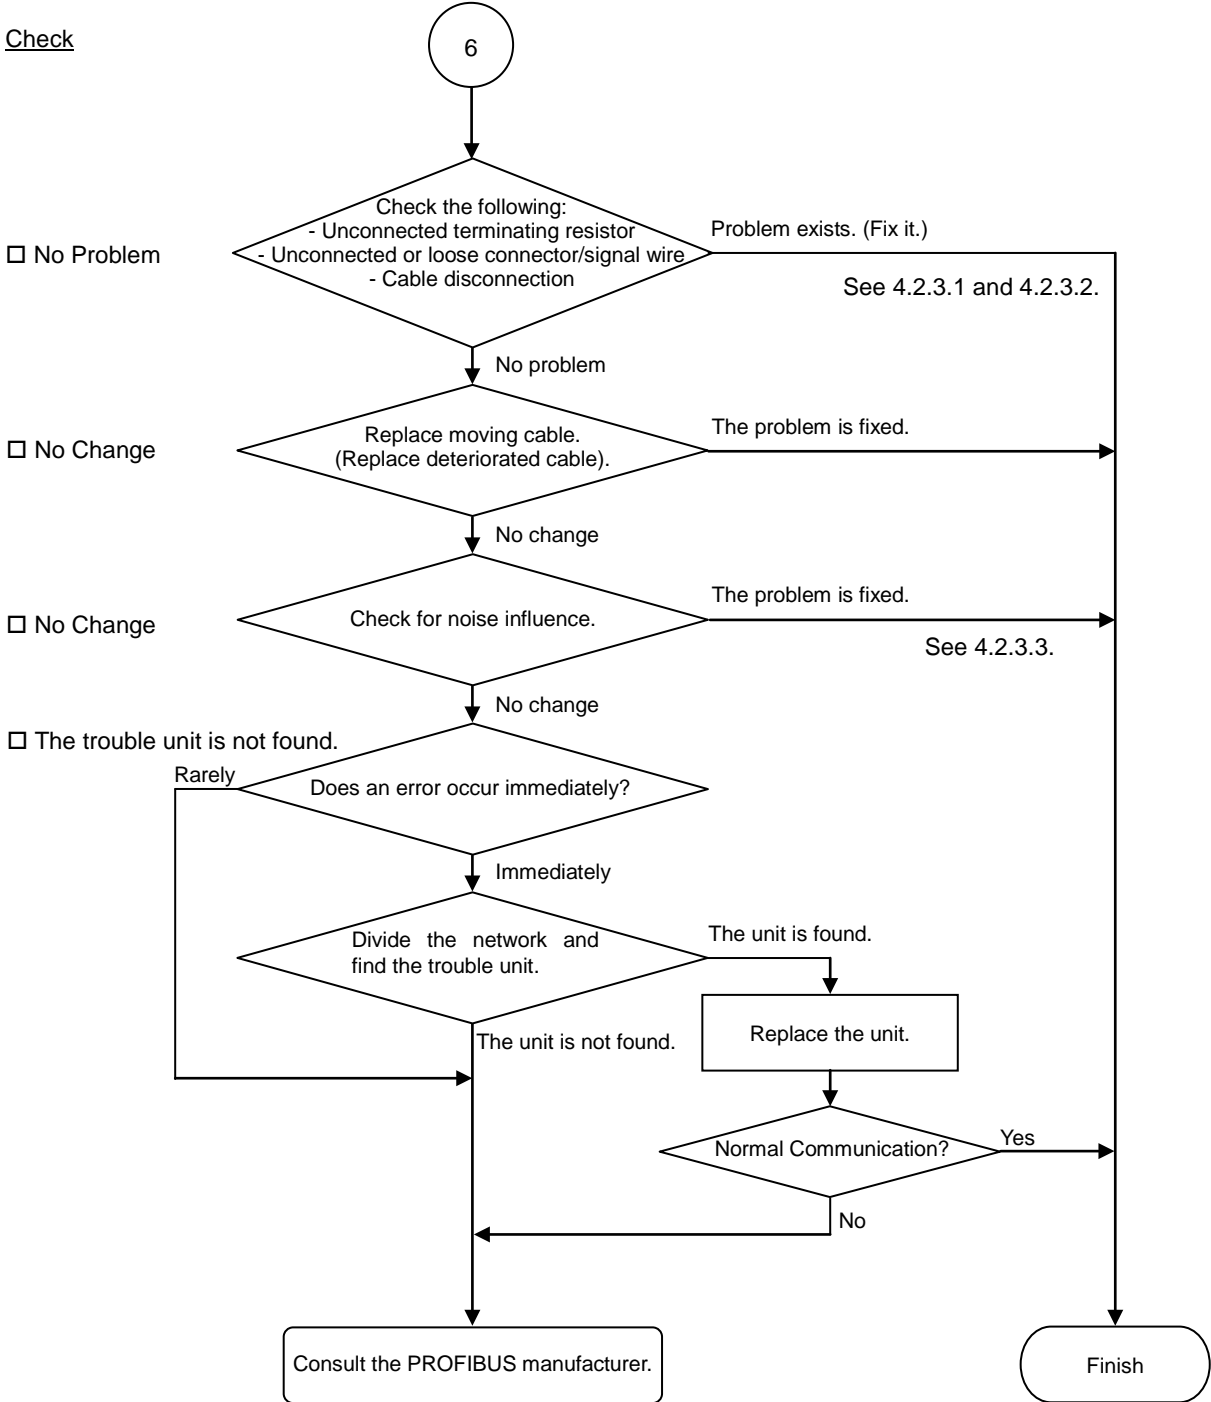 Check
6
Check the following:
- Unconnected terminating resistor
- Unconnected or loose connector/signal wire
- Cable disconnection
Problem exists. (Fix it.)
□ No Problem
See 4.2.3.1 and 4.2.3.2.
No problem
Replace moving cable.
(Replace deteriorated cable).
The problem is fixed.
□ No Change
No change
Check for noise influence.
The problem is fixed.
□ No Change
See 4.2.3.3.
No change
□ The trouble unit is not found.
Rarely
Does an error occur immediately?
Immediately
Divide the network and
find the trouble unit.
The unit is found.
The unit is not found.
Replace the unit.
Normal Communication?
Yes
No
Consult the PROFIBUS manufacturer.
Finish